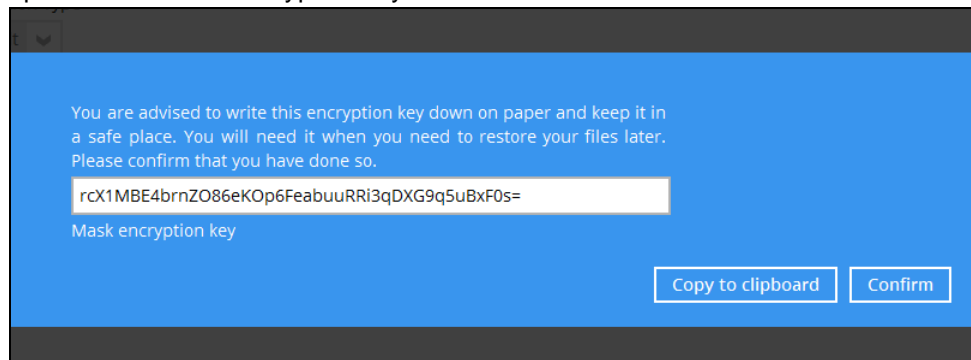 t
You are advised to write this encryption key down on paper and keep it in
a safe place. You will need it when you need to restore your files later.
Please confirm that you have done so.
rcX1MBE4brnZO86eKOp6FeabuuRRi3qDXG9q5uBxF0s=
Mask encryption key
Copy to clipboard Confirm